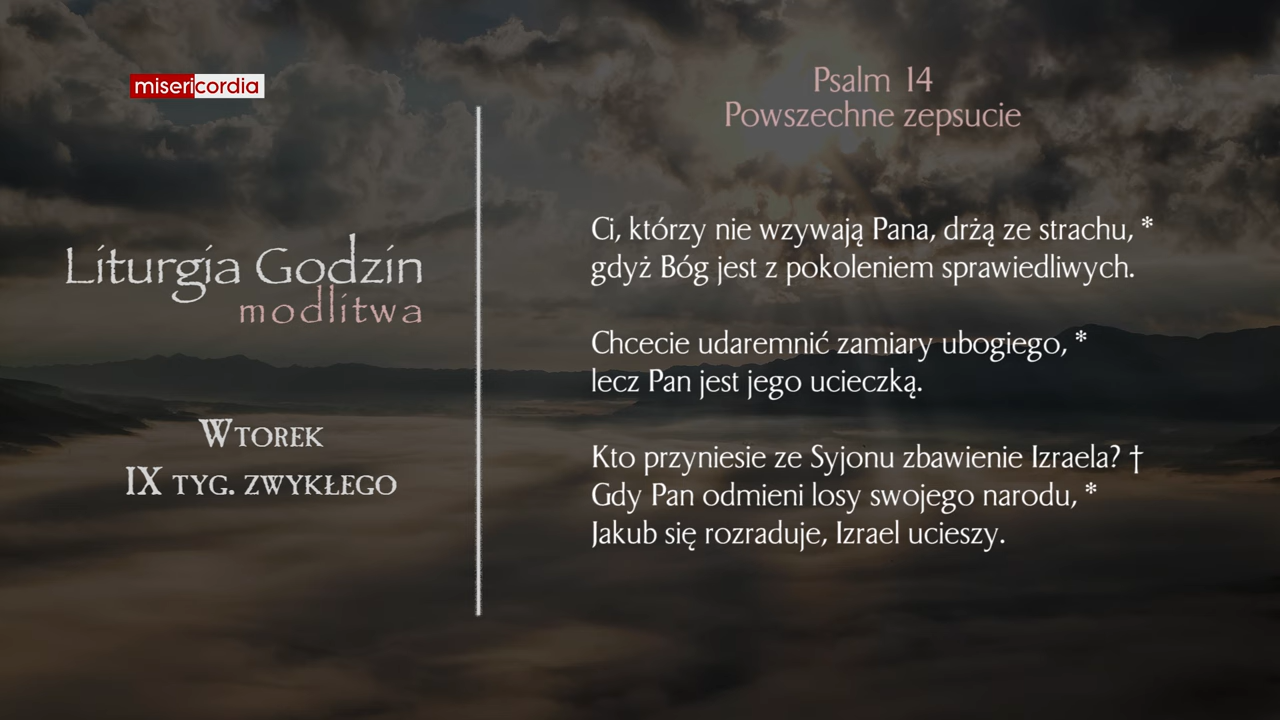 misericordia
Liturgia Godzin
modlitwa
Wtorek
IX tyg. zwykłego
Psalm 14
Powszechne zepsucie
Ci, którzy nie wzywają Pana, drżą ze strachu, *
gdyż Bóg jest z pokoleniem sprawiedliwych.
Chcecie udaremnić zamiary ubogiego, *
lecz Pan jest jego ucieczką.
Kto przyniesie ze Syjonu zbawienie Izraela? †
Gdy Pan odmieni losy swojego narodu, *
Jakub się rozraduje, Izrael ucieszy.